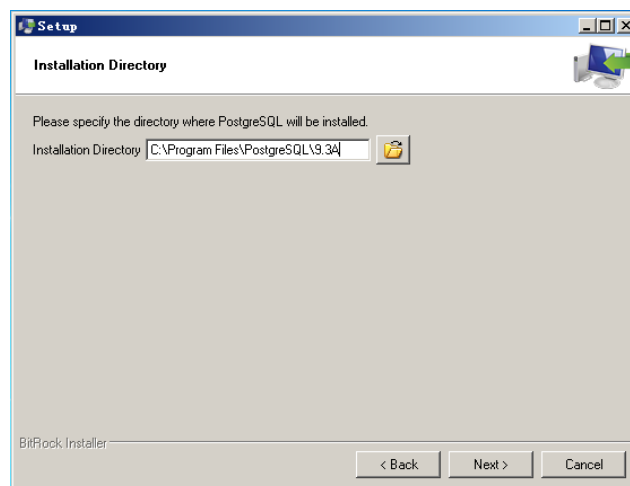 Setup
Installation Directory
Please specify the directory where PostgreSQL will be installed.
Installation Directory C:\Program Files\PostgreSQL\9.3A
BitRock Installer
< Back Next > Cancel